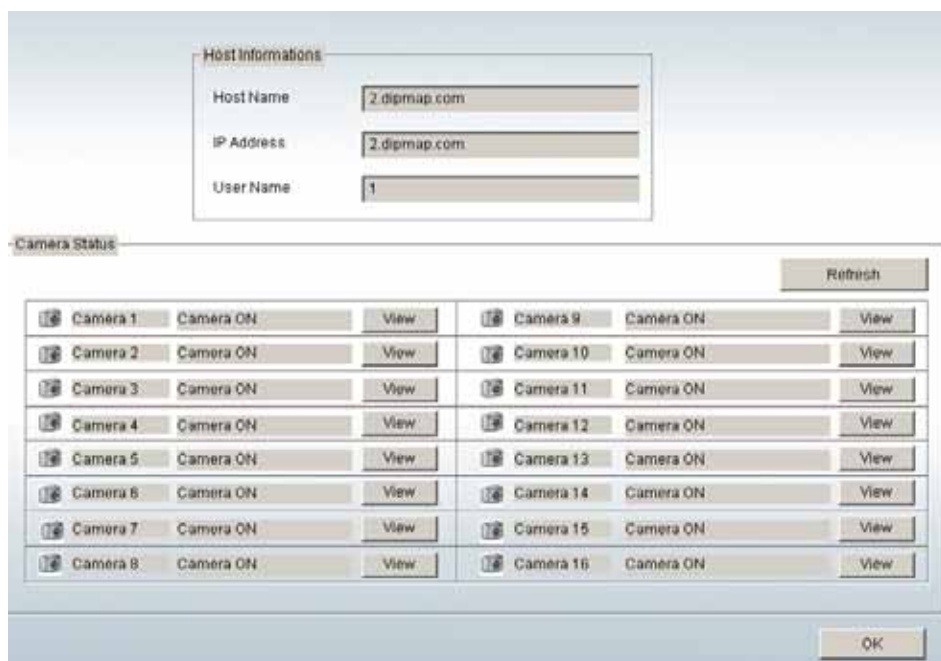 Host Informations
Host Name 2.dipmap.com
IP Address 2.dipmap.com
User Name 1
Camera Status
Refresh
Camera 1 Camera ON View Camera 9 Camera ON View
Camera 2 Camera ON View Camera 10 Camera ON View
Camera 3 Camera ON View Camera 11 Camera ON View
Camera 4 Camera ON View Camera 12 Camera ON View
Camera 5 Camera ON View Camera 13 Camera ON View
Camera 6 Camera ON View Camera 14 Camera ON View
Camera 7 Camera ON View Camera 15 Camera ON View
Camera 8 Camera ON View Camera 16 Camera ON View
OK